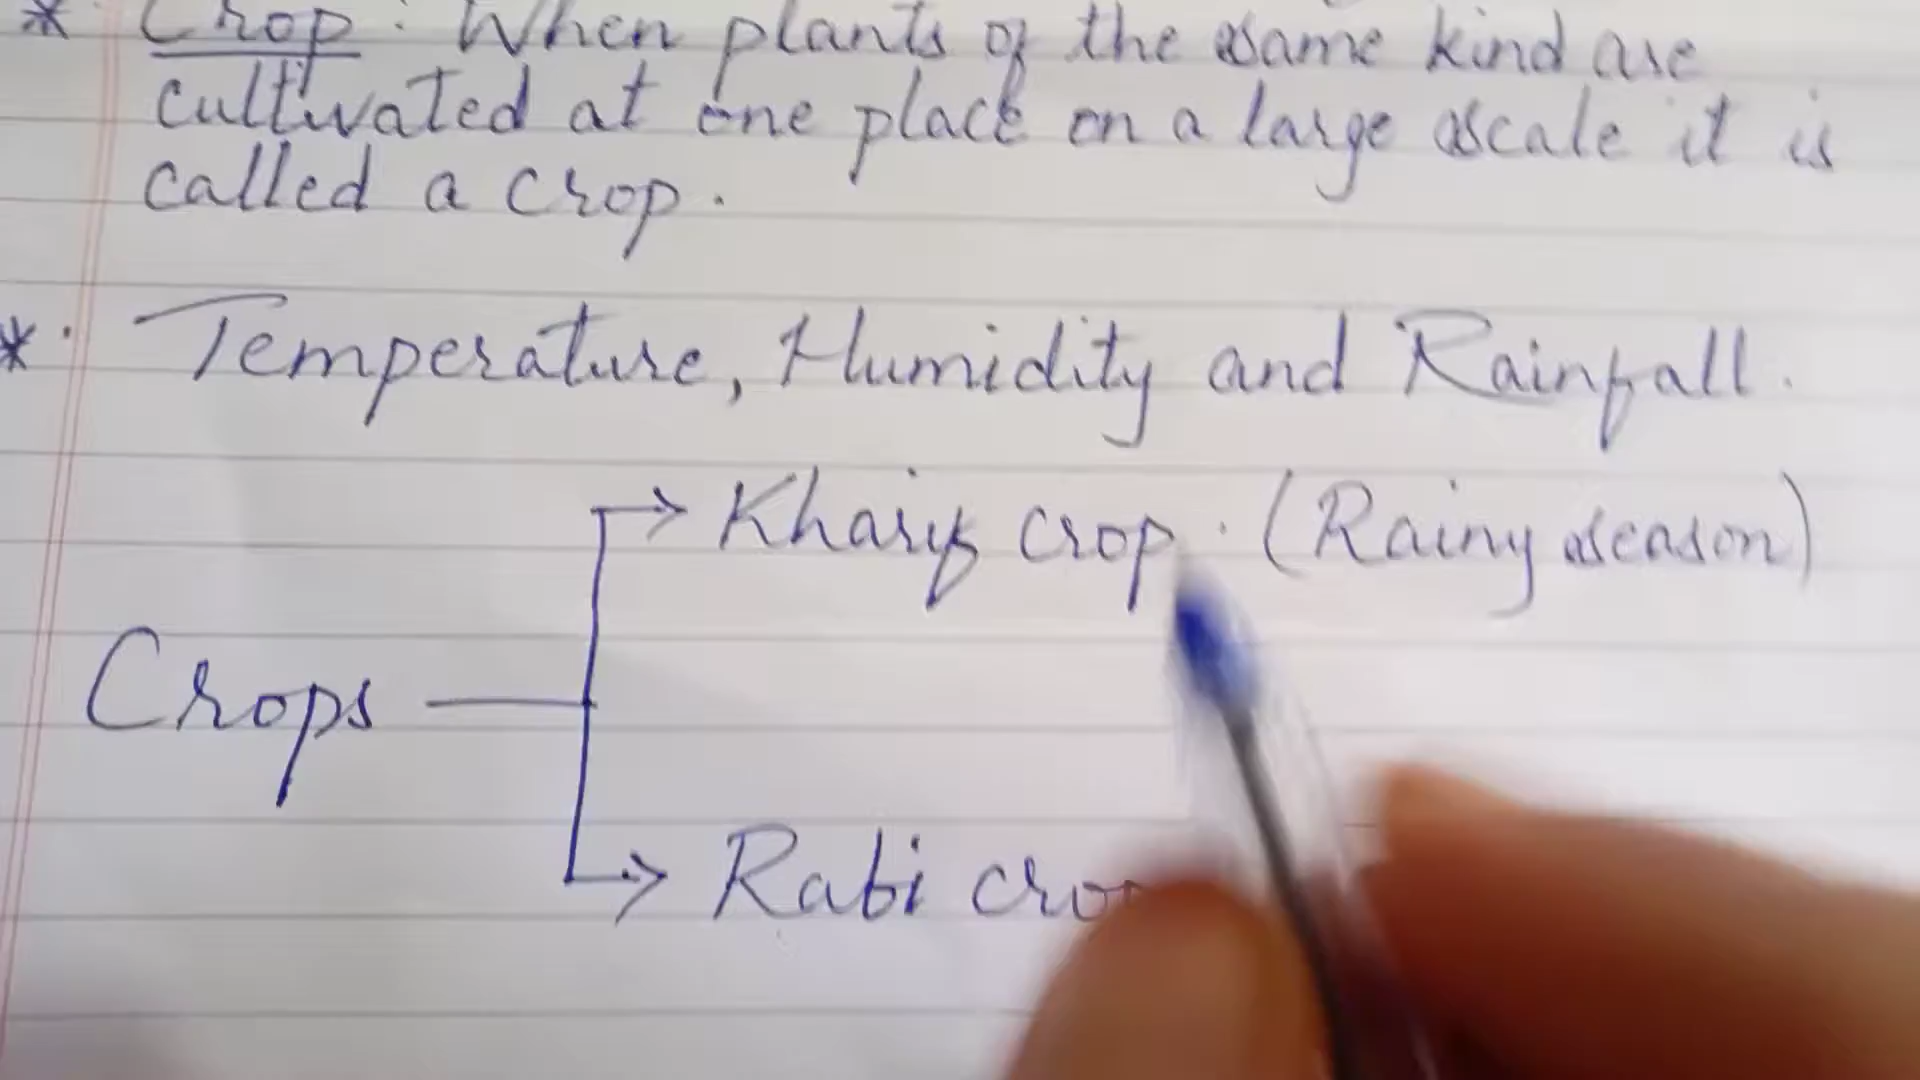 * Crop : When plants of the same kind are
cultivated at one place on a large scale it is
called a crop.
* Temperature, Humidity and Rainfall.
Kharif crop. (Rainy season)
Crops
Rabi crop